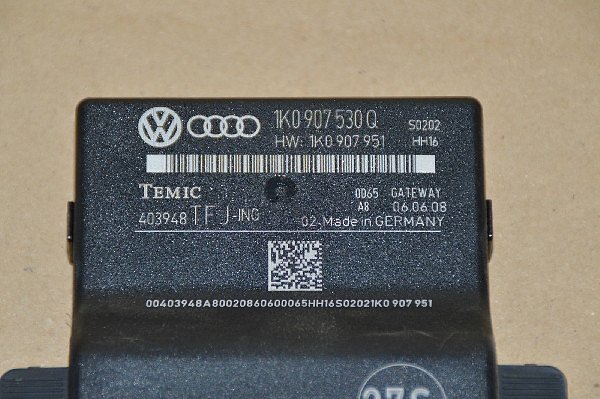 1K0 907 530 Q S0202
HW: 1K0 907 951 HH16
TEMIC 0065 GATEWAY
403948 TFJ-ING A8 06.06.08
02-Made in GERMANY
00403948A80020860600065HH16S02021K0 907 951